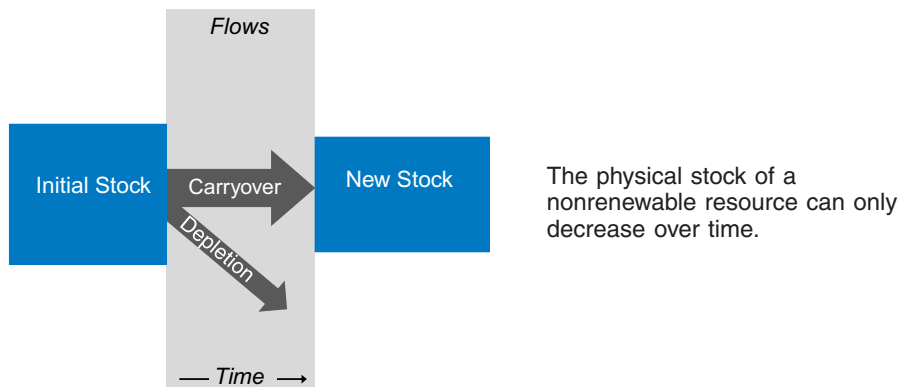 Flows
Initial Stock
Carryover
New Stock
Depletion
Time
The physical stock of a
nonrenewable resource can only
decrease over time.